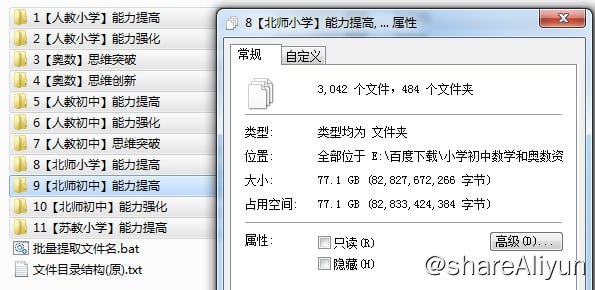 1【人教小学】能力提高
2【人教小学】能力强化
3【奥数】思维突破
4【奥数】思维创新
5【人教初中】能力提高
6【人教初中】能力强化
7【人教初中】思维突破
8【北师小学】能力提高
9【北师初中】能力提高
10【北师初中】能力强化
11【苏教小学】能力提高
批量提取文件名.bat
文件目录结构(原).txt
8【北师小学】能力提高, ... 属性
常规
自定义
3,042 个文件，484 个文件夹
类型: 类型均为 文件夹
位置: 全部位于 E:\百度下载\小学初中数学和奥数资
大小: 77.1 GB (82,827,672,266 字节)
占用空间: 77.1 GB (82,833,424,384 字节)
属性: 只读(R) 高级(D)...
隐藏(H)
@shareAliyun